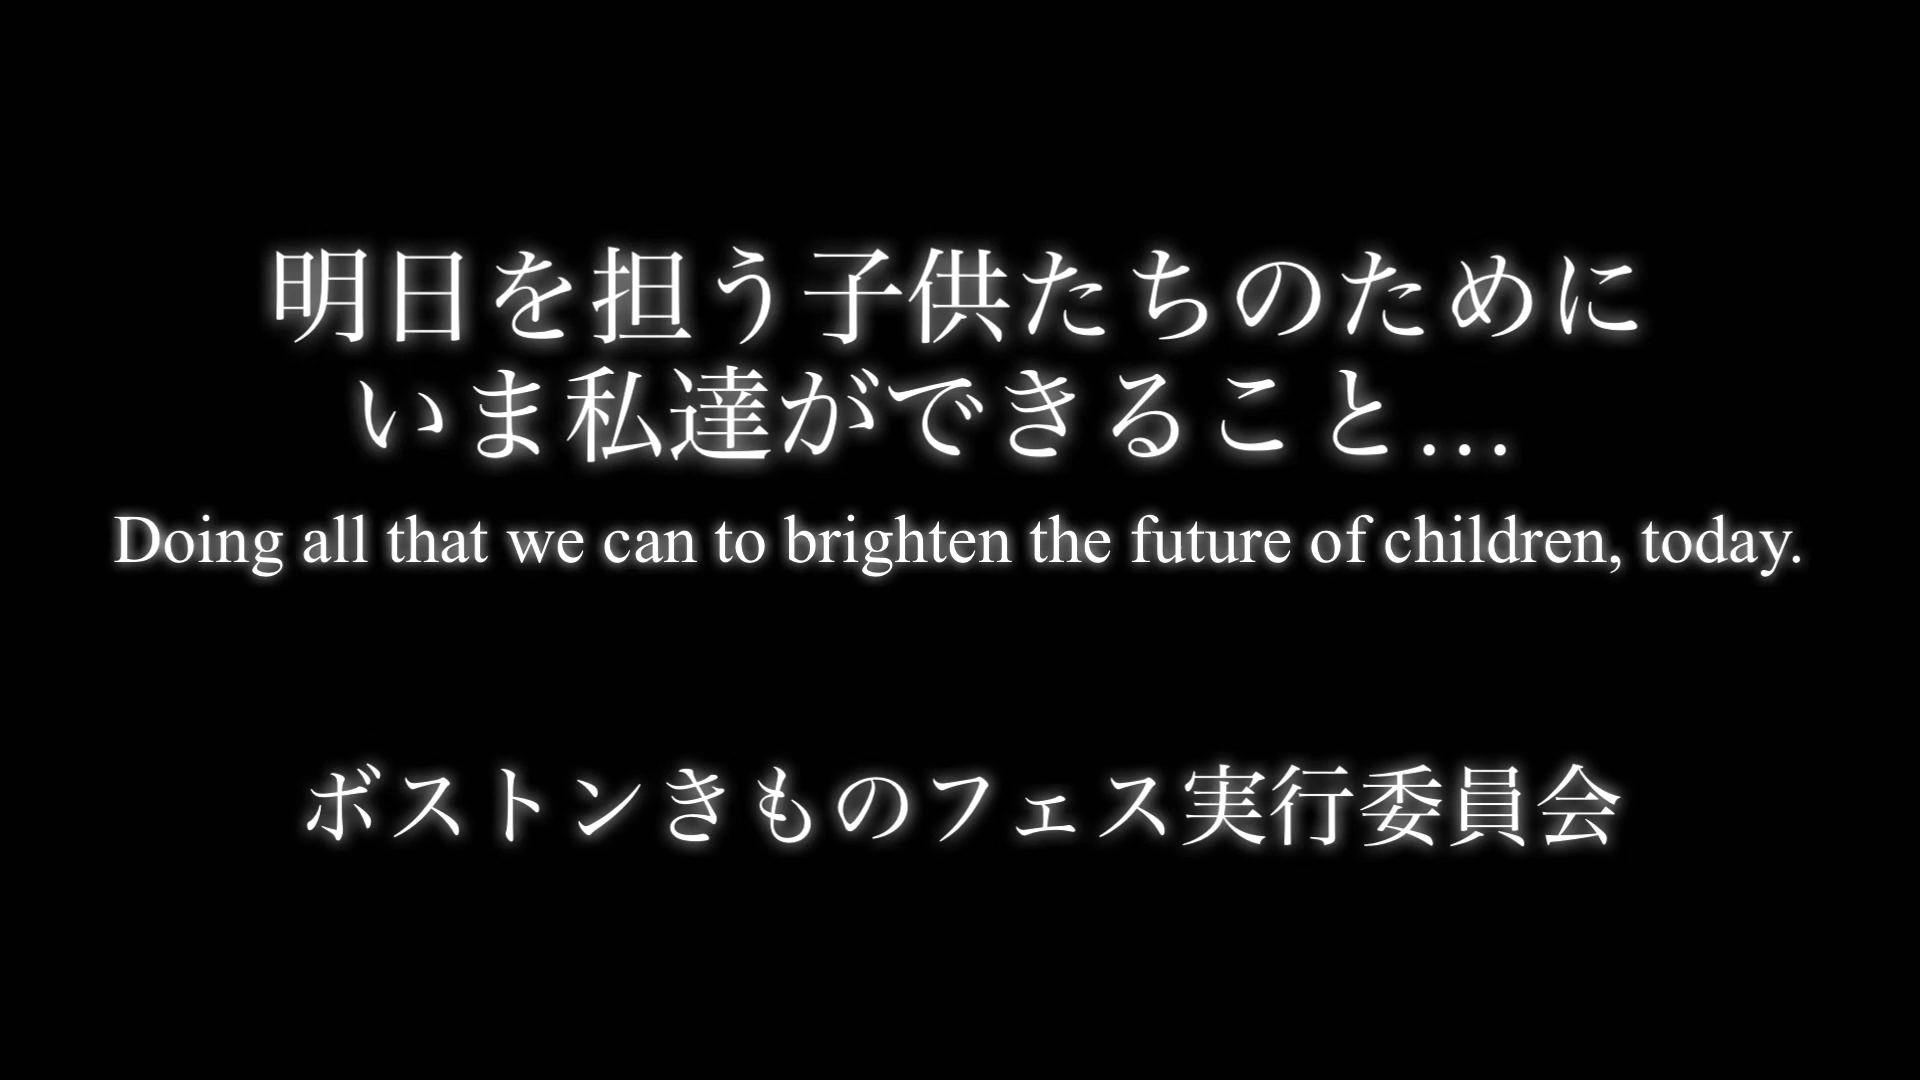 明日を担う子供たちのために
いま私達ができること…
Doing all that we can to brighten the future of children, today.
ボストンきものフェス実行委員会